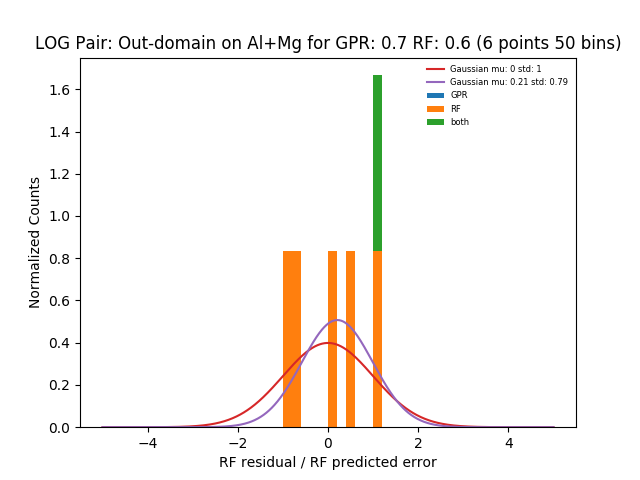 LOG Pair: Out-domain on Al+Mg for GPR: 0.7 RF: 0.6 (6 points 50 bins)
Gaussian mu: 0 std: 1
Gaussian mu: 0.21 std: 0.79
GPR
RF
both
Normalized Counts
1.6
1.4
1.2
1.0
0.8
0.6
0.4
0.2
0.0
−4 −2 0 2 4
RF residual / RF predicted error